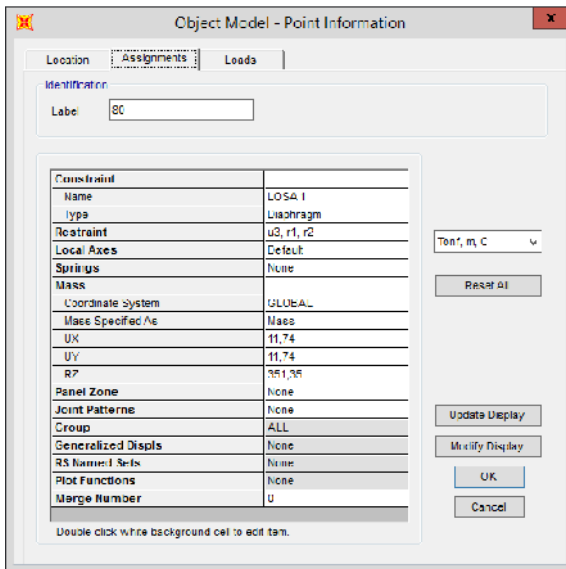 Object Model - Point Information
x
Location Assignments Loads
Identification
Label 80
Constraint
Name LOSA 1
Type Diaphragm
Restraint u3, r1, r2
Local Axes Default
Springs None
Mass
Coordinate System GLOBAL
Mass Specified As Mass
UX 11,74
UY 11,74
RZ 351,35
Panel Zone None
Joint Patterns None
Group ALL
Generalized Displs None
RS Named Sets None
Plot Functions None
Merge Number 0
Double click white background cell to edit item.
Tonf, m, C
Reset All
Update Display
Modify Display
OK
Cancel